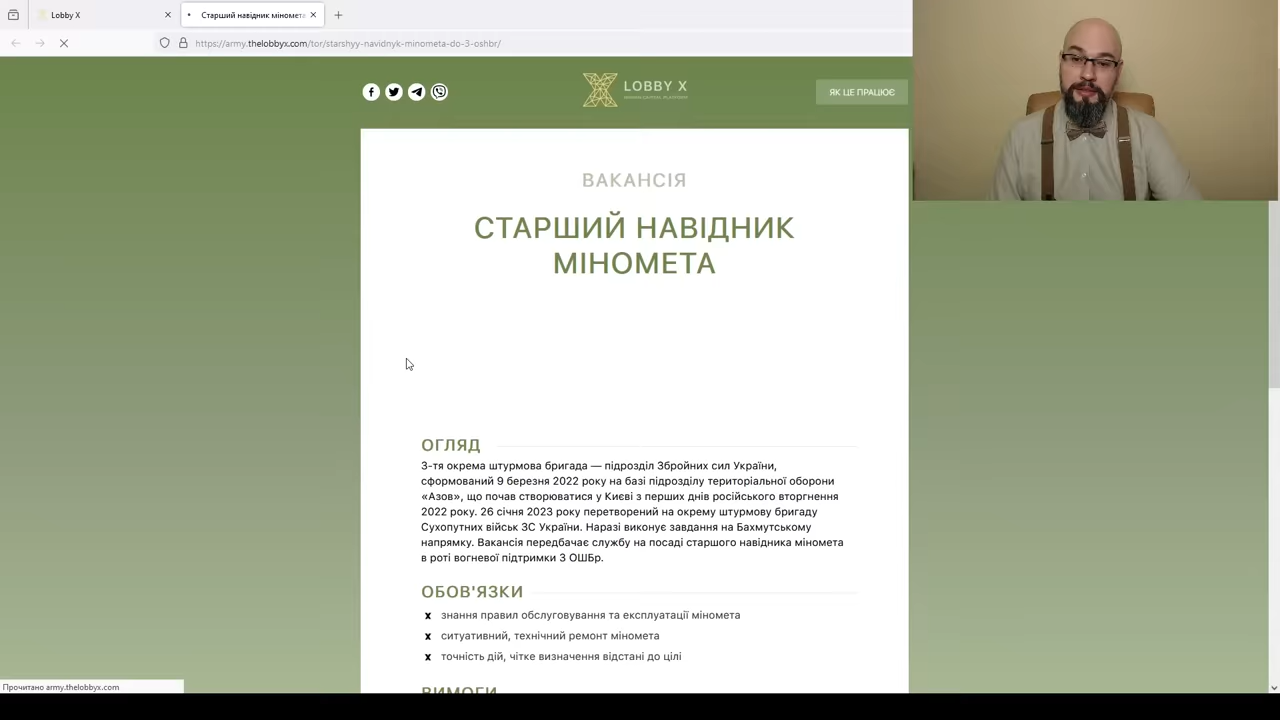 Lobby X
Старший навідник міномета
https://army.thelobbyx.com/tor/starshyy-navidnyk-minometa-do-3-oshbr/
LOBBY X
ЯК ЦЕ ПРАЦЮЄ
ВАКАНСІЯ
СТАРШИЙ НАВІДНИК
МІНОМЕТА
ОГЛЯД
3-тя окрема штурмова бригада — підрозділ Збройних сил України,
сформований 9 березня 2022 року на базі підрозділу територіальної оборони
«Азов», що почав створюватися у Києві з перших днів російського вторгнення
2022 року. 26 січня 2023 року перетворений на окрему штурмову бригаду
Сухопутних військ ЗС України. Наразі виконує завдання на Бахмутському
напрямку. Вакансія передбачає службу на посаді старшого навідника міномета
в роті вогневої підтримки 3 ОШБр.
ОБОВ'ЯЗКИ
x знання правил обслуговування та експлуатації міномета
x ситуативний, технічний ремонт міномета
x точність дій, чітке визначення відстані до цілі
ВИМОГИ
Прочитано army.thelobbyx.com